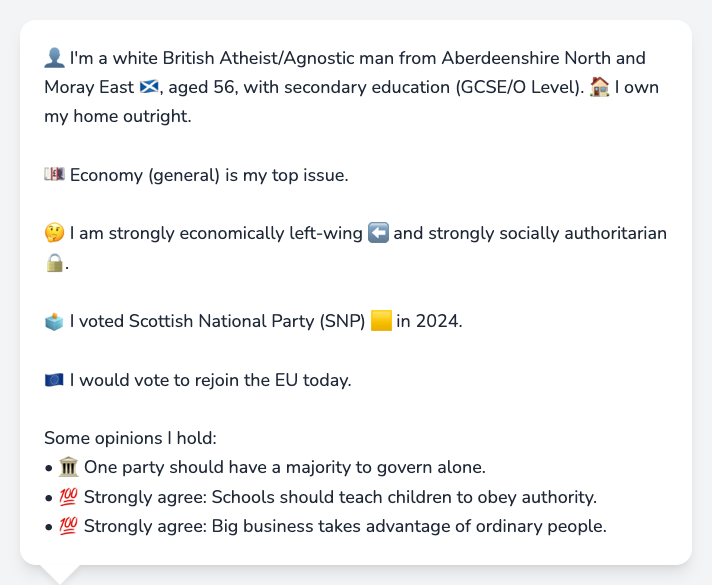 👤 I'm a white British Atheist/Agnostic man from Aberdeenshire North and
Moray East 🏴󠁧󠁢󠁳󠁣󠁴󠁿, aged 56, with secondary education (GCSE/O Level). 🏠 I own
my home outright.
💷 Economy (general) is my top issue.
🤔 I am strongly economically left-wing ⬅️ and strongly socially authoritarian
🔒.
🗳️ I voted Scottish National Party (SNP) 🟨 in 2024.
🇪🇺 I would vote to rejoin the EU today.
Some opinions I hold:
• 🏛️ One party should have a majority to govern alone.
• 💯 Strongly agree: Schools should teach children to obey authority.
• 💯 Strongly agree: Big business takes advantage of ordinary people.